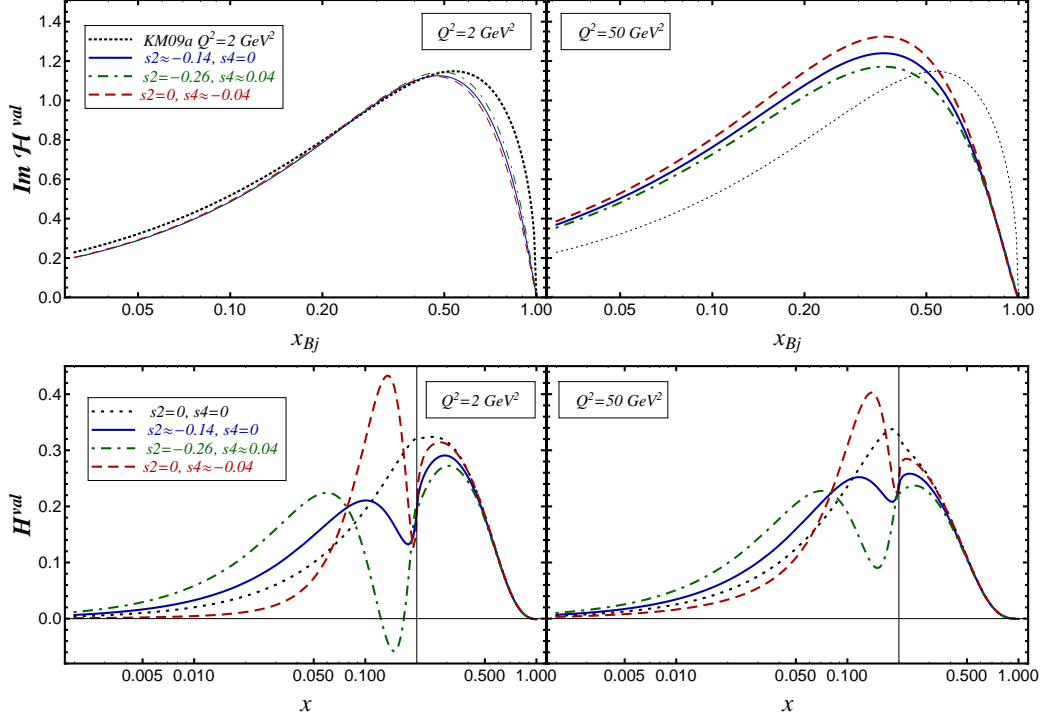 1.4
1.2
1.0
0.8
0.6
0.4
0.2
0.0
Im ℋ^val
KM09a Q²=2 GeV²
s2≈−0.14, s4=0
s2=−0.26, s4≈0.04
s2=0, s4≈−0.04
Q²=2 GeV²
Q²=50 GeV²
0.05 0.10 0.20 0.50 1.00
0.05 0.10 0.20 0.50 1.00
x_Bj
x_Bj
0.4
0.3
0.2
0.1
0.0
H^val
s2=0, s4=0
s2≈−0.14, s4=0
s2=−0.26, s4≈0.04
s2=0, s4≈−0.04
Q²=2 GeV²
Q²=50 GeV²
0.005 0.010 0.050 0.100 0.500 1.000
0.005 0.010 0.050 0.100 0.500 1.000
x
x